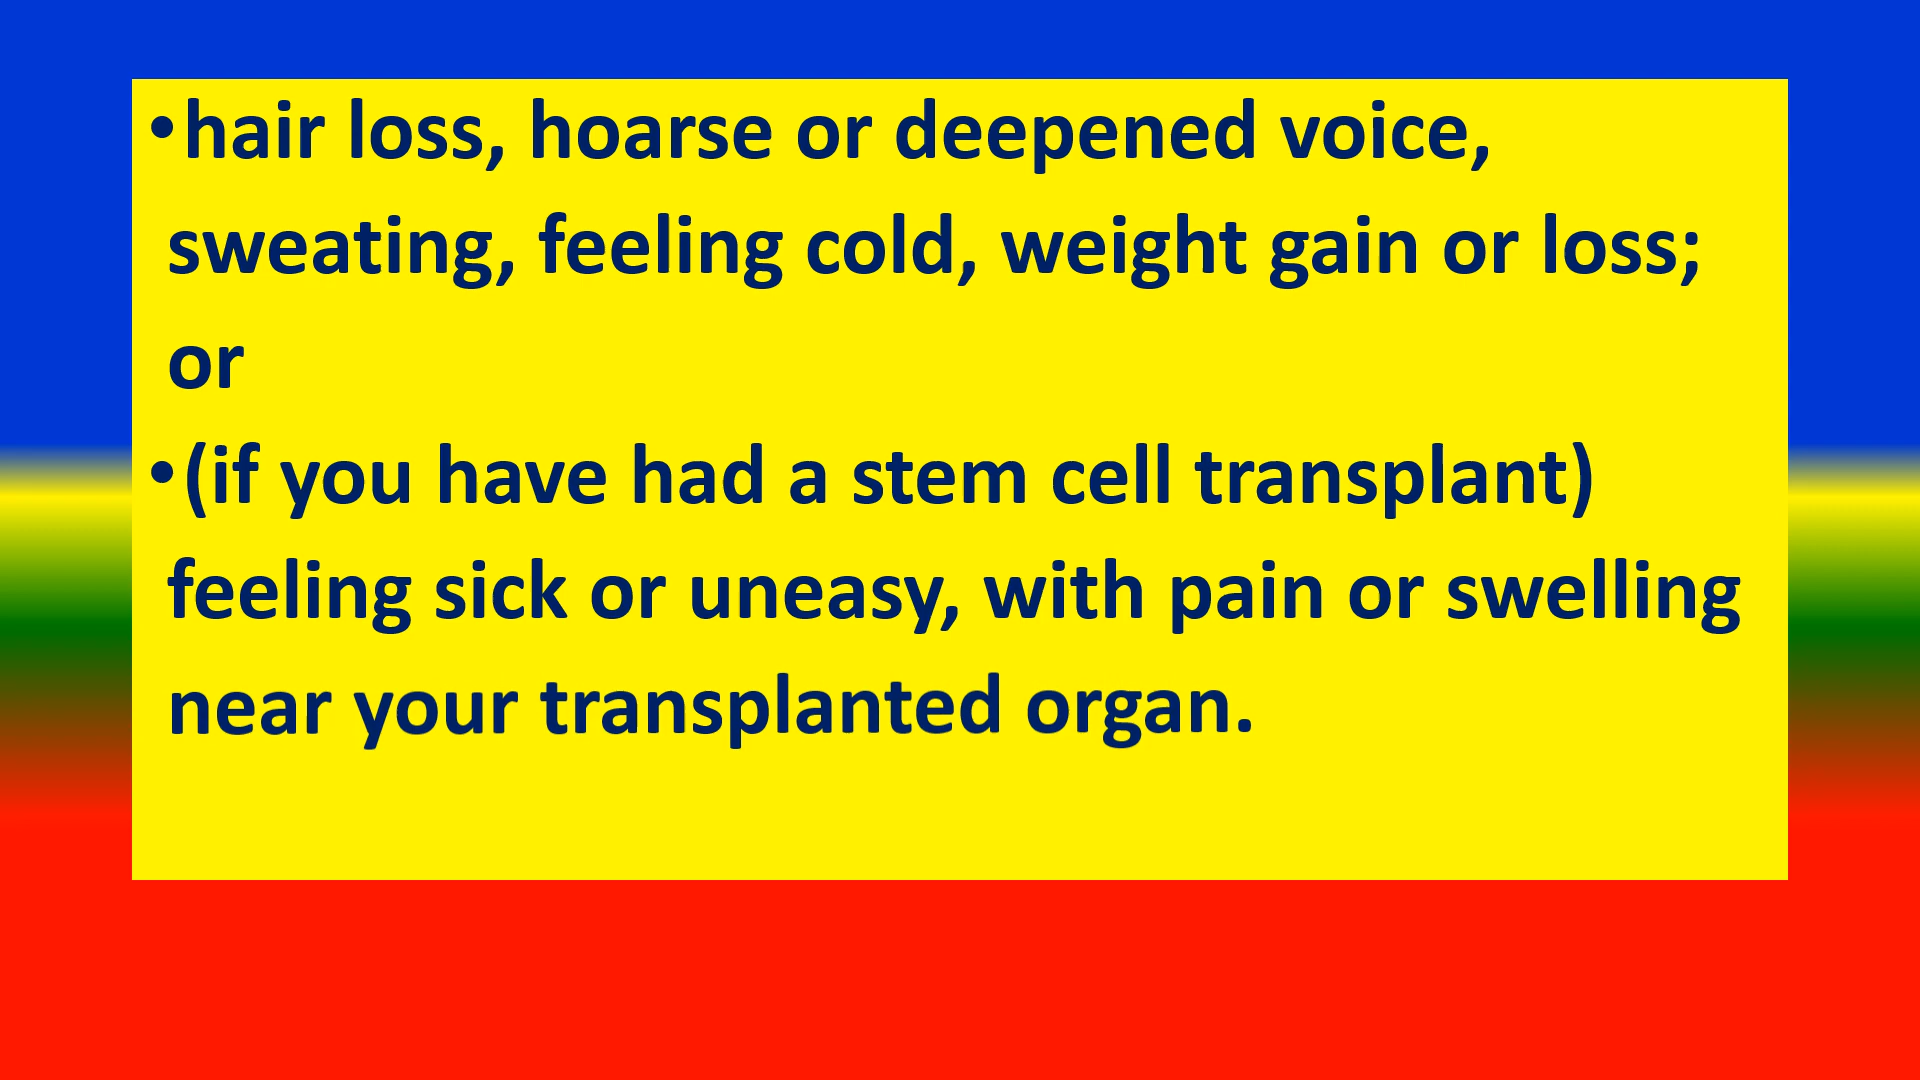 •hair loss, hoarse or deepened voice,
sweating, feeling cold, weight gain or loss;
or
•(if you have had a stem cell transplant)
feeling sick or uneasy, with pain or swelling
near your transplanted organ.